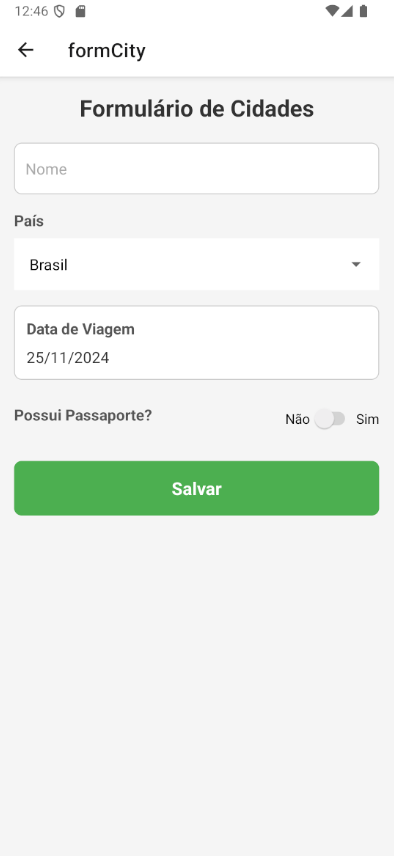 12:46
formCity
Formulário de Cidades
Nome
País
Brasil
Data de Viagem
25/11/2024
Possui Passaporte?
Não Sim
Salvar